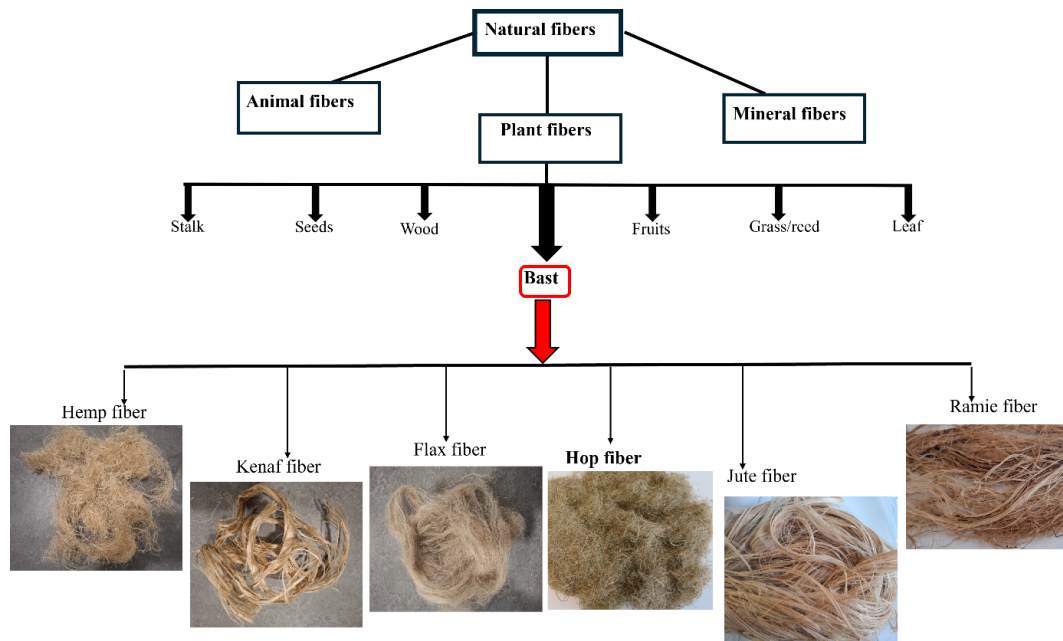 Natural fibers
Animal fibers
Plant fibers
Mineral fibers
Stalk
Seeds
Wood
Fruits
Grass/reed
Leaf
Bast
Hemp fiber
Kenaf fiber
Flax fiber
Hop fiber
Jute fiber
Ramie fiber